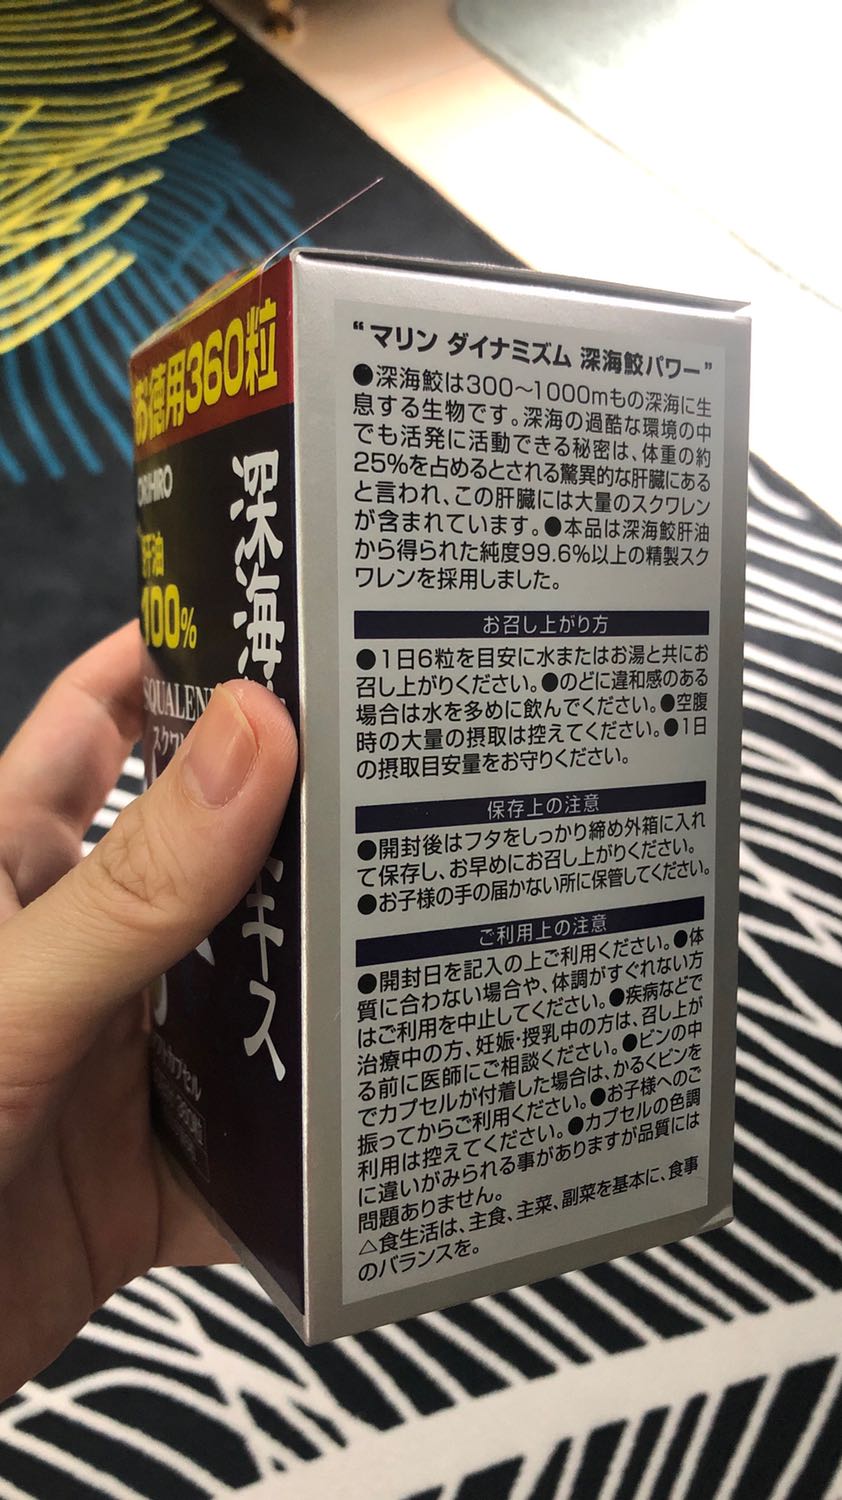 お徳用360粒
ORIHIRO
肝油
100%
SQUALENE
深海
キス
ソフトカプセル
“マリン ダイナミズム 深海鮫パワー”
●深海鮫は300〜1000mもの深海に生
息する生物です。深海の過酷な環境の中
でも活発に活動できる秘密は、体重の約
25%を占めるとされる驚異的な肝臓にある
と言われ、この肝臓には大量のスクワレン
が含まれています。●本品は深海鮫肝油
から得られた純度99.6%以上の精製スク
ワレンを採用しました。
お召し上がり方
●1日6粒を目安に水またはお湯と共にお
召し上がりください。●のどに違和感のある
場合は水を多めに飲んでください。●空腹
時の大量の摂取は控えてください。●1日
の摂取目安量をお守りください。
保存上の注意
●開封後はフタをしっかり締め外箱に入れ
て保存し、お早めにお召し上がりください。
●お子様の手の届かない所に保管してください。
ご利用上の注意
●開封日を記入の上ご利用ください。●体
質に合わない場合や、体調がすぐれない方
はご利用を中止してください。●疾病などで
治療中の方、妊娠・授乳中の方は、召し上が
る前に医師にご相談ください。●ビンの中
でカプセルが付着した場合は、かるくビンを
振ってからご利用ください。●お子様へのご
利用は控えてください。●カプセルの色調
に違いがみられる事がありますが品質には
問題ありません。
△食生活は、主食、主菜、副菜を基本に、食事
のバランスを。